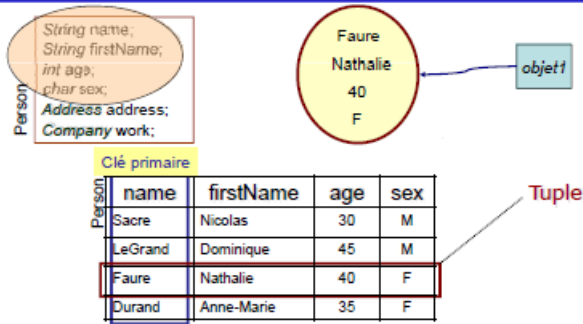 String name;
String firstName;
int age;
char sex;
Address address;
Company work;
Person
Faure
Nathalie
40
F
objet1
Clé primaire
Person
name firstName age sex
Sacre Nicolas 30 M
LeGrand Dominique 45 M
Faure Nathalie 40 F
Durand Anne-Marie 35 F
Tuple